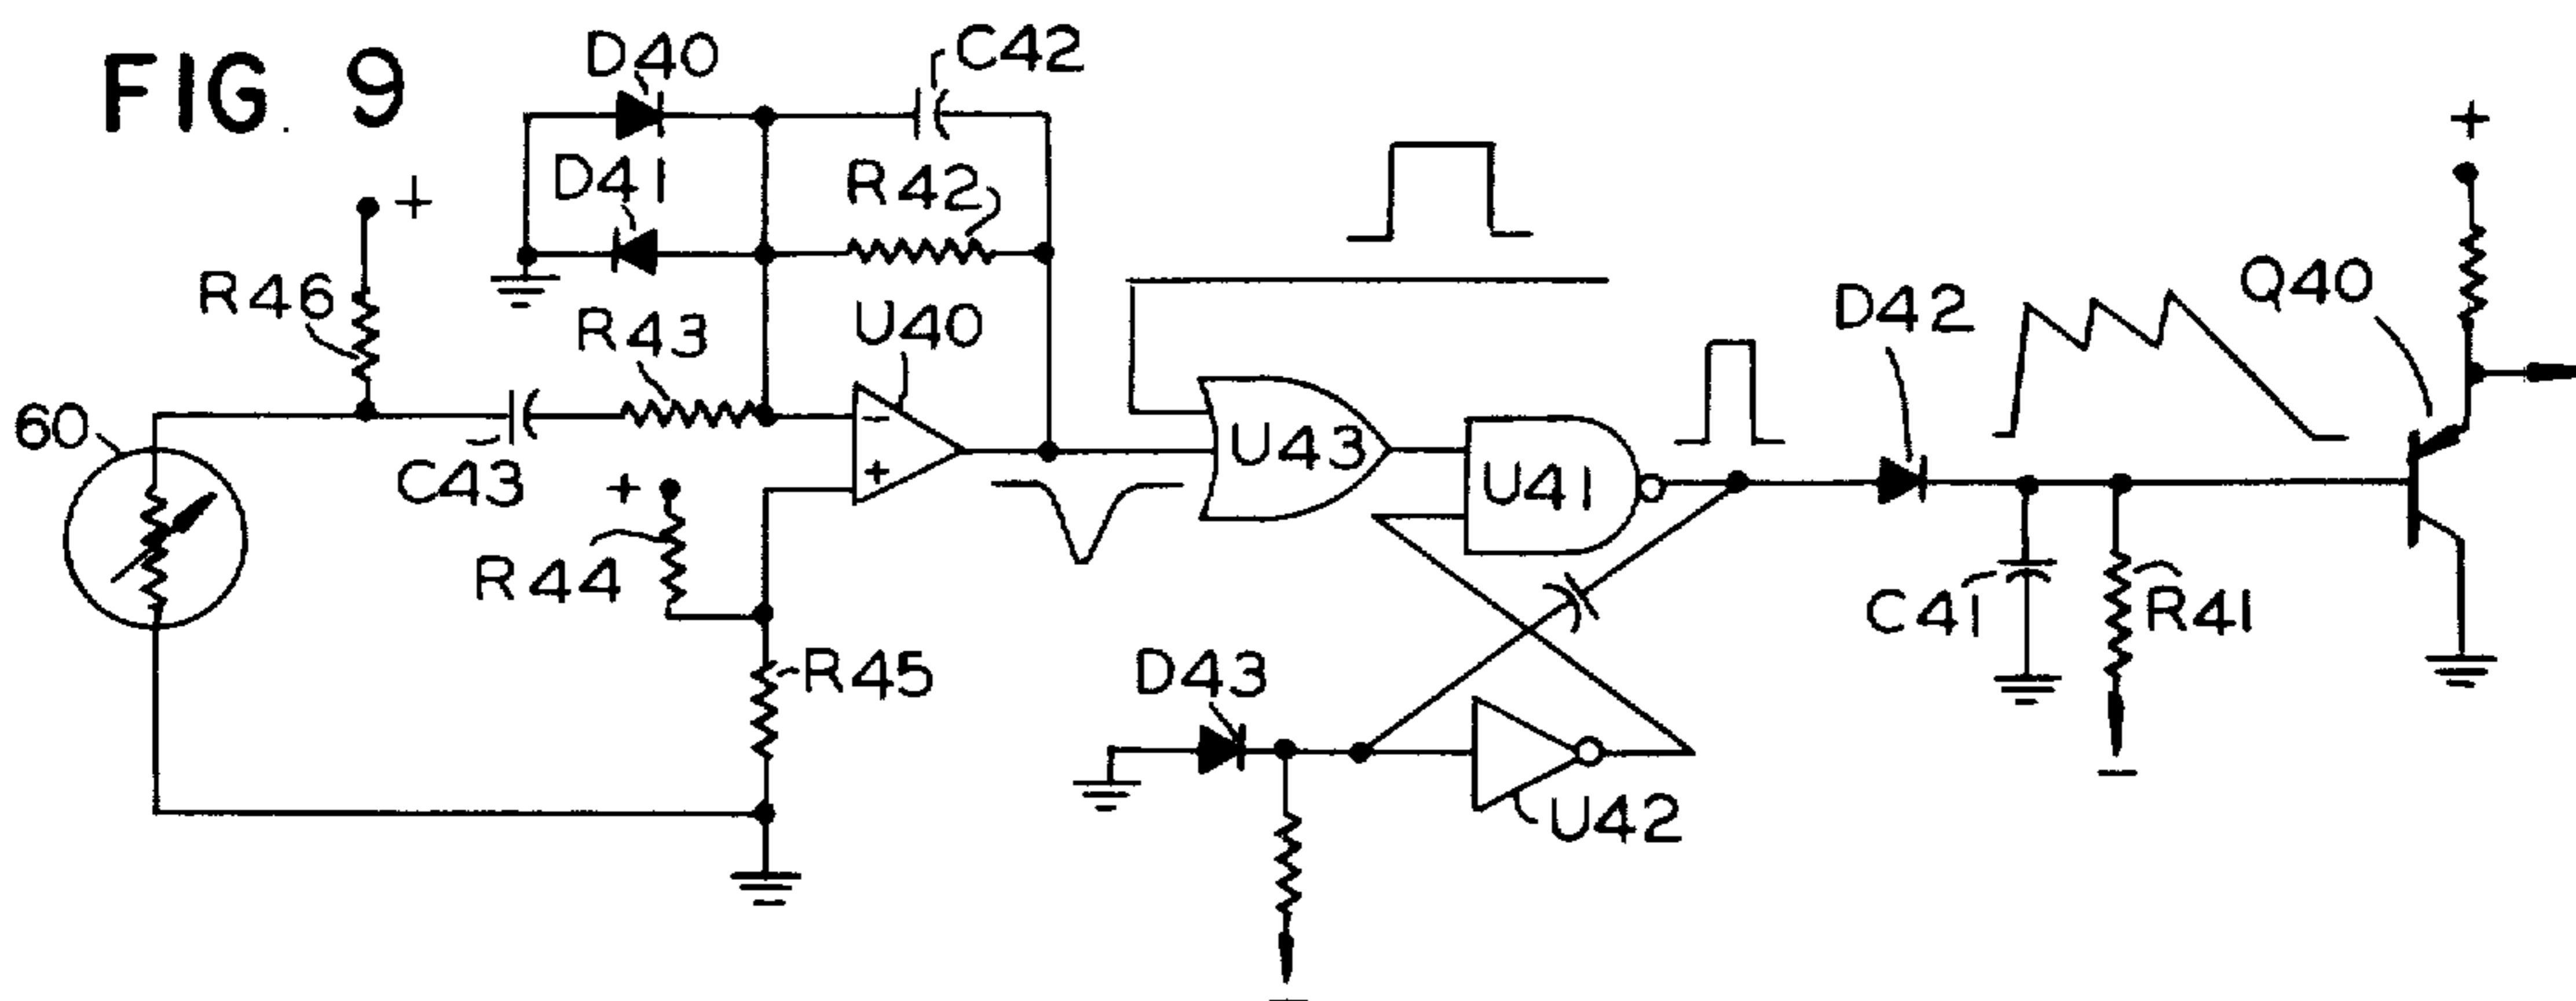 FIG. 9
D40
C42
D41
R42
+
R46
R43
U40
60
C43
-
+
+
R44
R45
U43
U41
D42
Q40
+
C41
R41
-
D43
U42
-